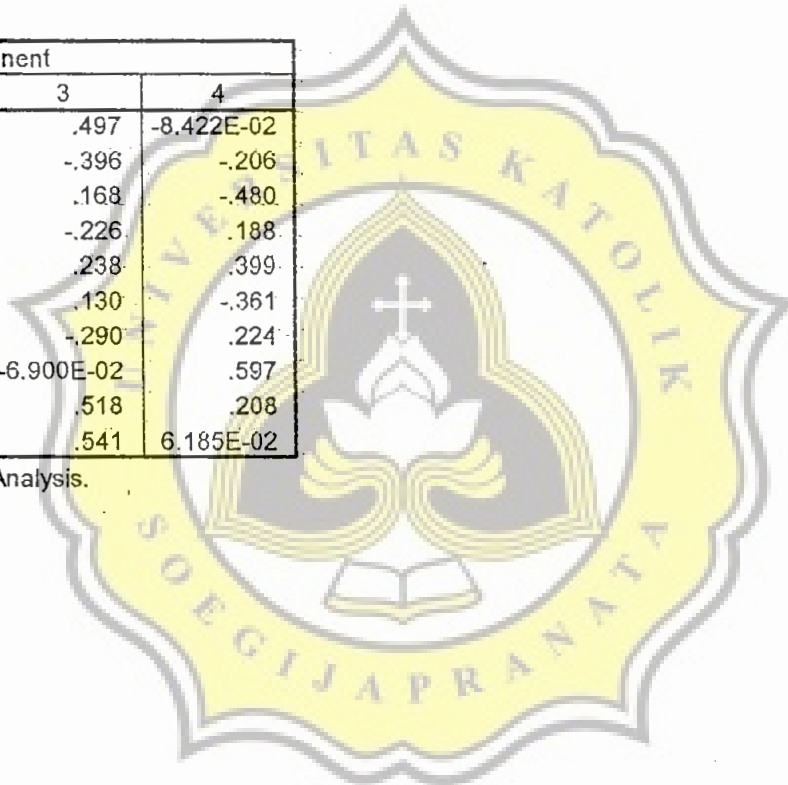 nent
3 4
.497 -8.422E-02
-.396 -.206
.168 -.480
-.226 .188
.238 .399
.130 -.361
-.290 .224
-6.900E-02 .597
.518 .208
.541 6.185E-02
Analysis.
UNIVERSITAS KATOLIK
SOEGIJAPRANATA